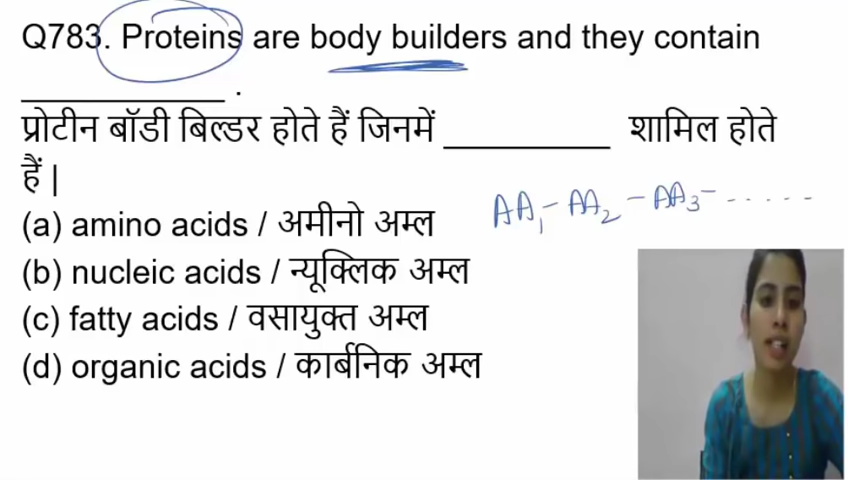 Q783. Proteins are body builders and they contain
____________ .
प्रोटीन बॉडी बिल्डर होते हैं जिनमें __________ शामिल होते
हैं|
AA₁ - AA₂ - AA₃ - ......
(a) amino acids / अमीनो अम्ल
(b) nucleic acids / न्यूक्लिक अम्ल
(c) fatty acids / वसायुक्त अम्ल
(d) organic acids / कार्बनिक अम्ल